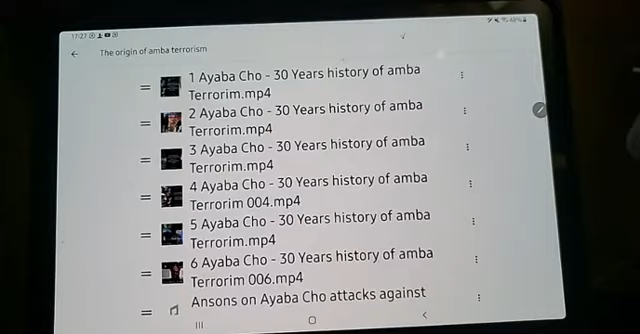 17:27
The origin of amba terrorism
1 Ayaba Cho - 30 Years history of amba
Terrorim.mp4
2 Ayaba Cho - 30 Years history of amba
Terrorim.mp4
3 Ayaba Cho - 30 Years history of amba
Terrorim.mp4
4 Ayaba Cho - 30 Years history of amba
Terrorim 004.mp4
5 Ayaba Cho - 30 Years history of amba
Terrorim.mp4
6 Ayaba Cho - 30 Years history of amba
Terrorim 006.mp4
Ansons on Ayaba Cho attacks against